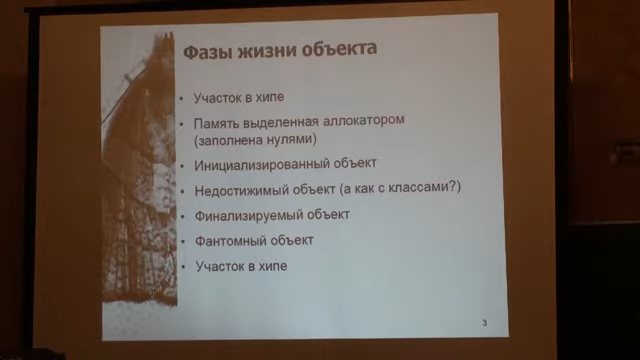 Фазы жизни объекта
• Участок в хипе
• Память выделенная аллокатором
(заполнена нулями)
• Инициализированный объект
• Недостижимый объект (а как с классами?)
• Финализируемый объект
• Фантомный объект
• Участок в хипе
3